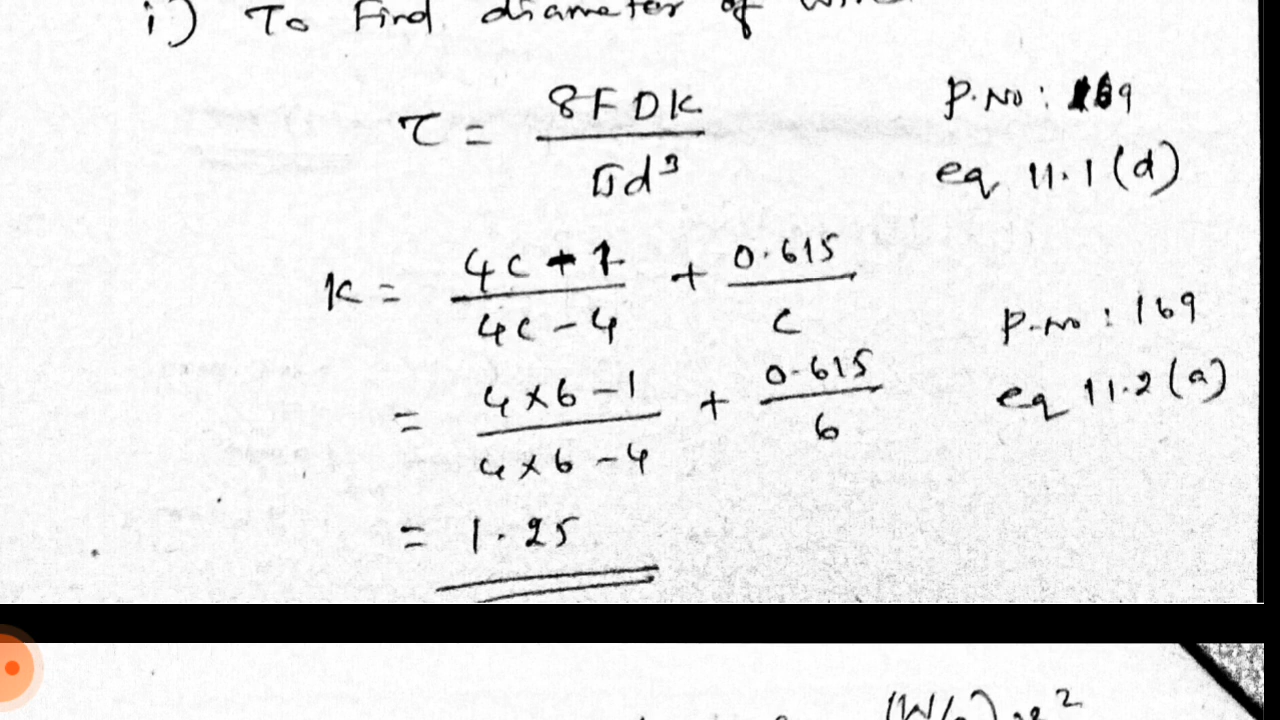 i) To Find diameter of
τ = 8FDK / πd³ P.No: 169
eq 11.1(d)
K = 4C - 1 / 4C - 4 + 0.615 / C P.no: 169
= 4×6-1 / 4×6-4 + 0.615 / 6 eq 11.2(a)
= 1.25